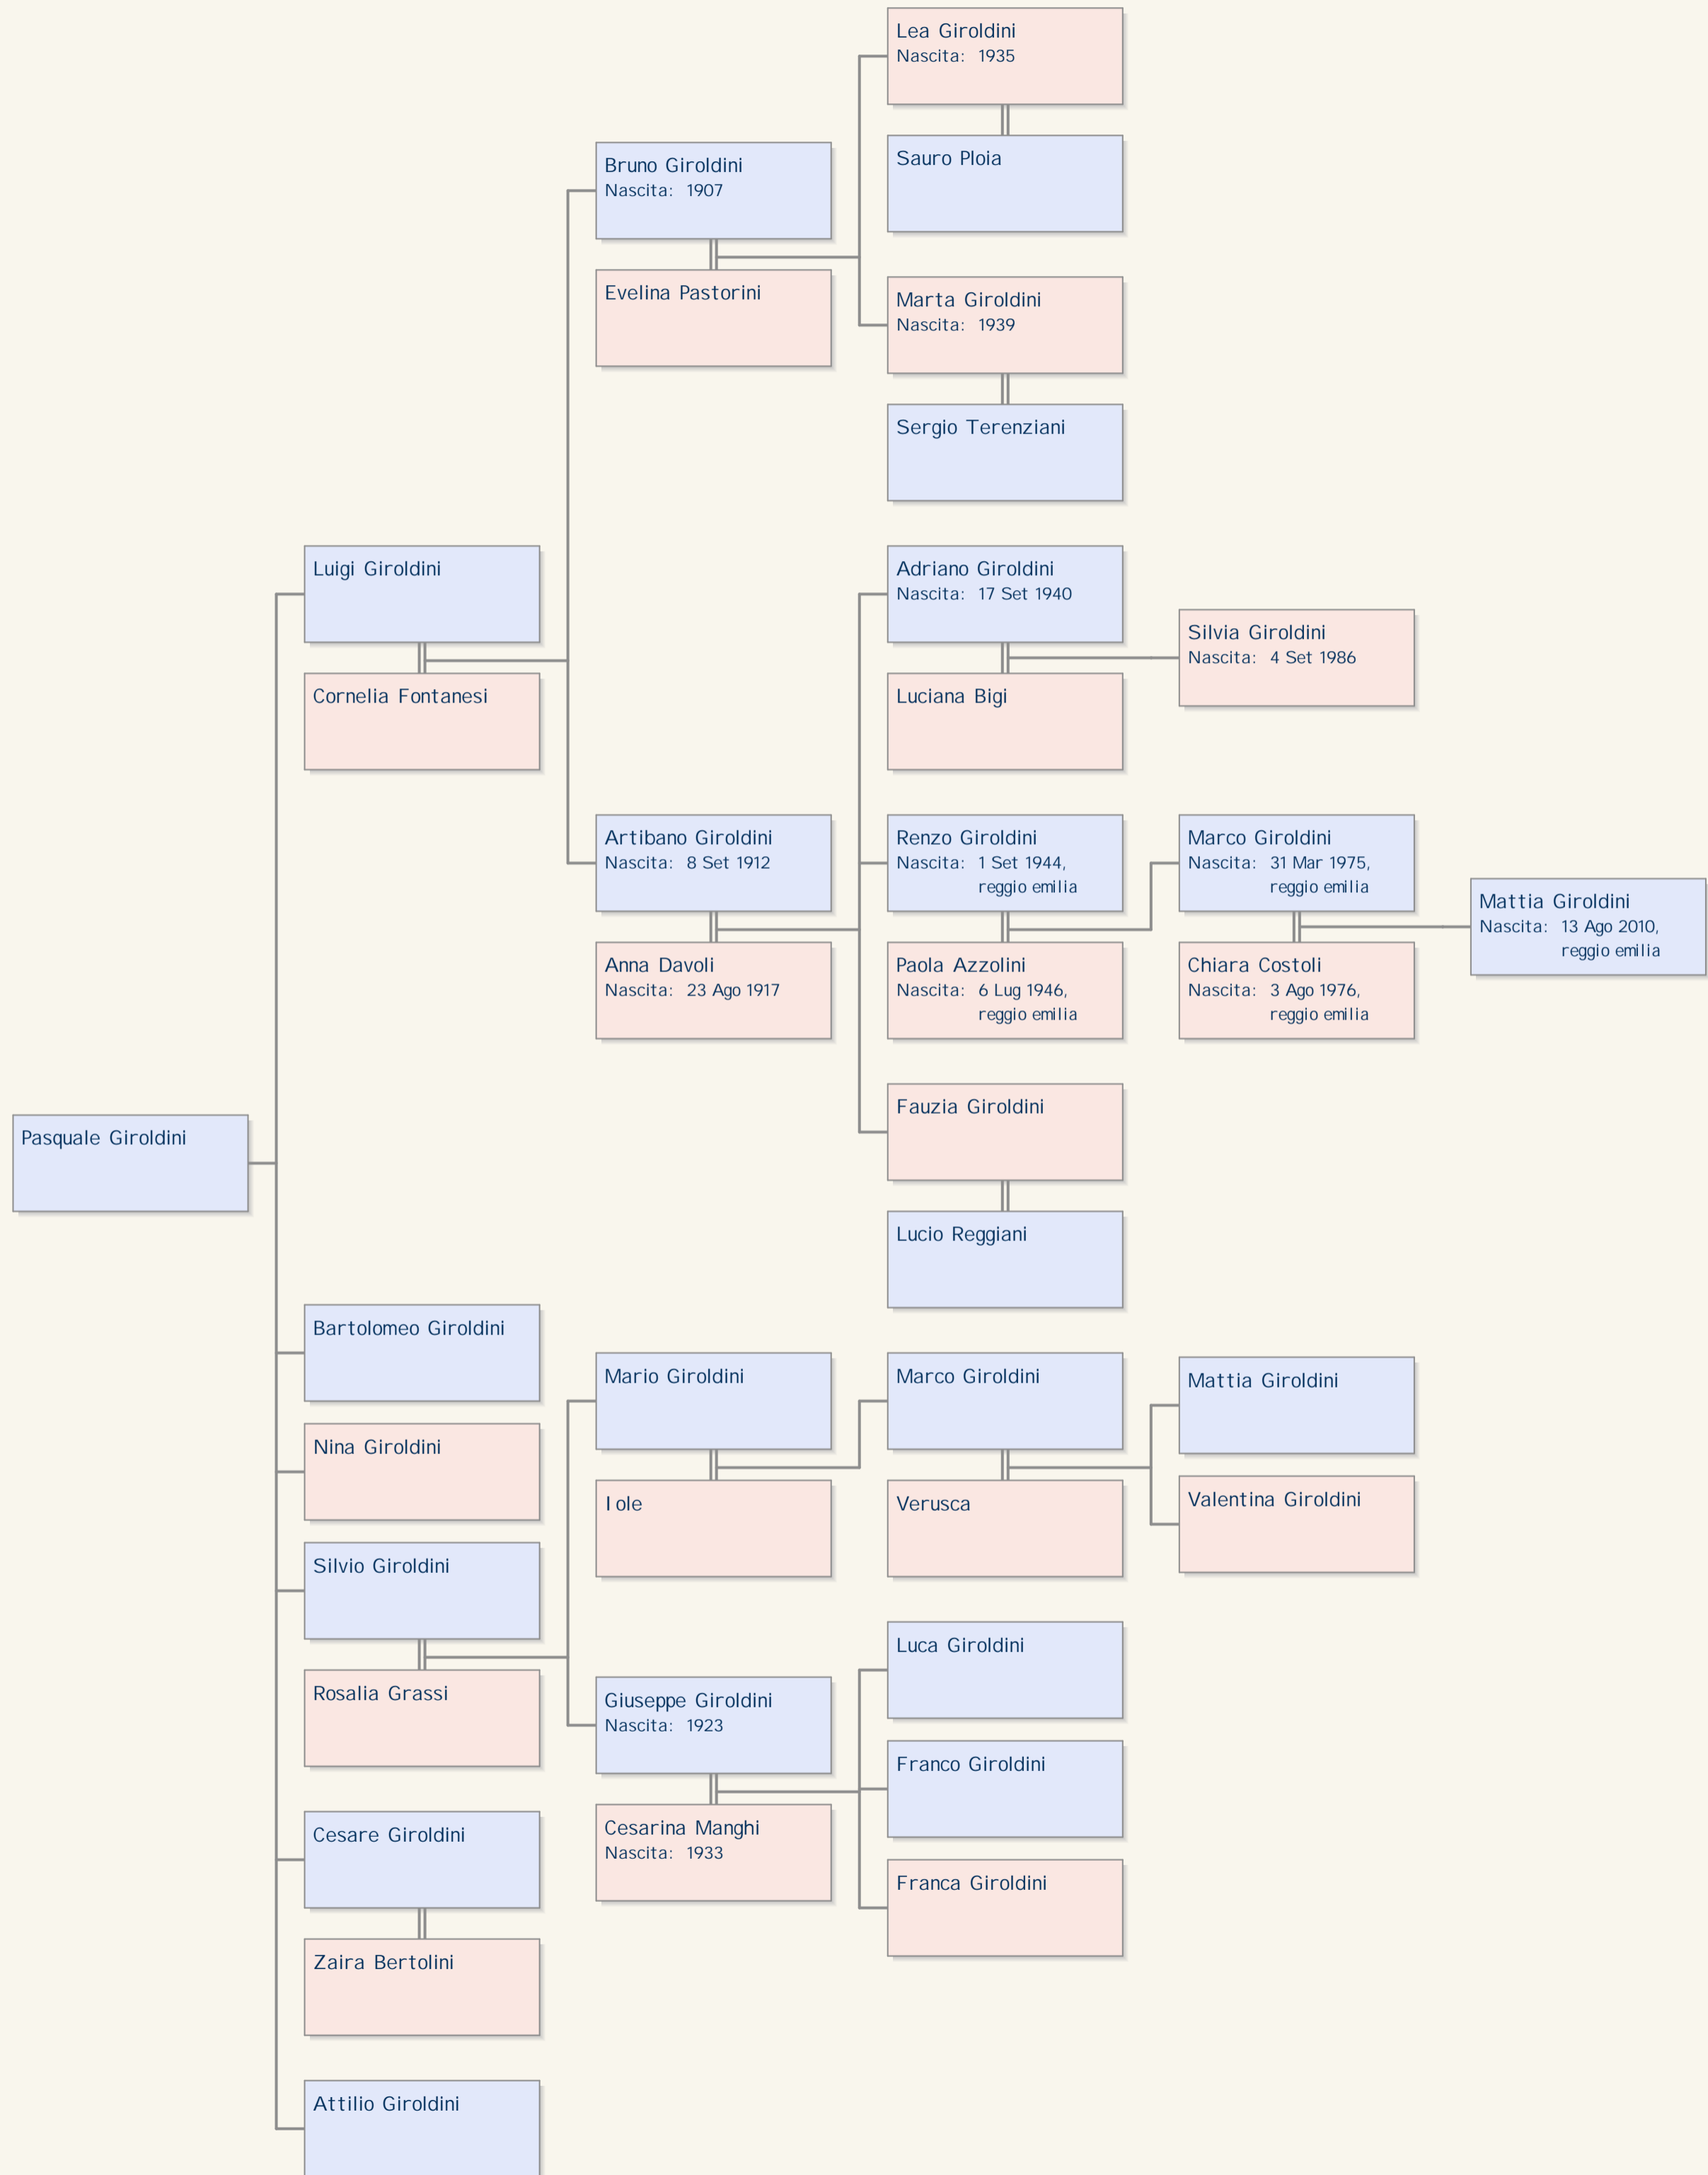 Lea Giroldini
Nascita: 1935
Sauro Ploia
Bruno Giroldini
Nascita: 1907
Evelina Pastorini
Marta Giroldini
Nascita: 1939
Sergio Terenziani
Luigi Giroldini
Cornelia Fontanesi
Adriano Giroldini
Nascita: 17 Set 1940
Luciana Bigi
Silvia Giroldini
Nascita: 4 Set 1986
Artibano Giroldini
Nascita: 8 Set 1912
Anna Davoli
Nascita: 23 Ago 1917
Renzo Giroldini
Nascita: 1 Set 1944,
reggio emilia
Paola Azzolini
Nascita: 6 Lug 1946,
reggio emilia
Marco Giroldini
Nascita: 31 Mar 1975,
reggio emilia
Chiara Costoli
Nascita: 3 Ago 1976,
reggio emilia
Mattia Giroldini
Nascita: 13 Ago 2010,
reggio emilia
Fauzia Giroldini
Lucio Reggiani
Pasquale Giroldini
Bartolomeo Giroldini
Nina Giroldini
Silvio Giroldini
Rosalia Grassi
Mario Giroldini
Iole
Marco Giroldini
Verusca
Mattia Giroldini
Valentina Giroldini
Giuseppe Giroldini
Nascita: 1923
Cesarina Manghi
Nascita: 1933
Luca Giroldini
Franco Giroldini
Franca Giroldini
Cesare Giroldini
Zaira Bertolini
Attilio Giroldini